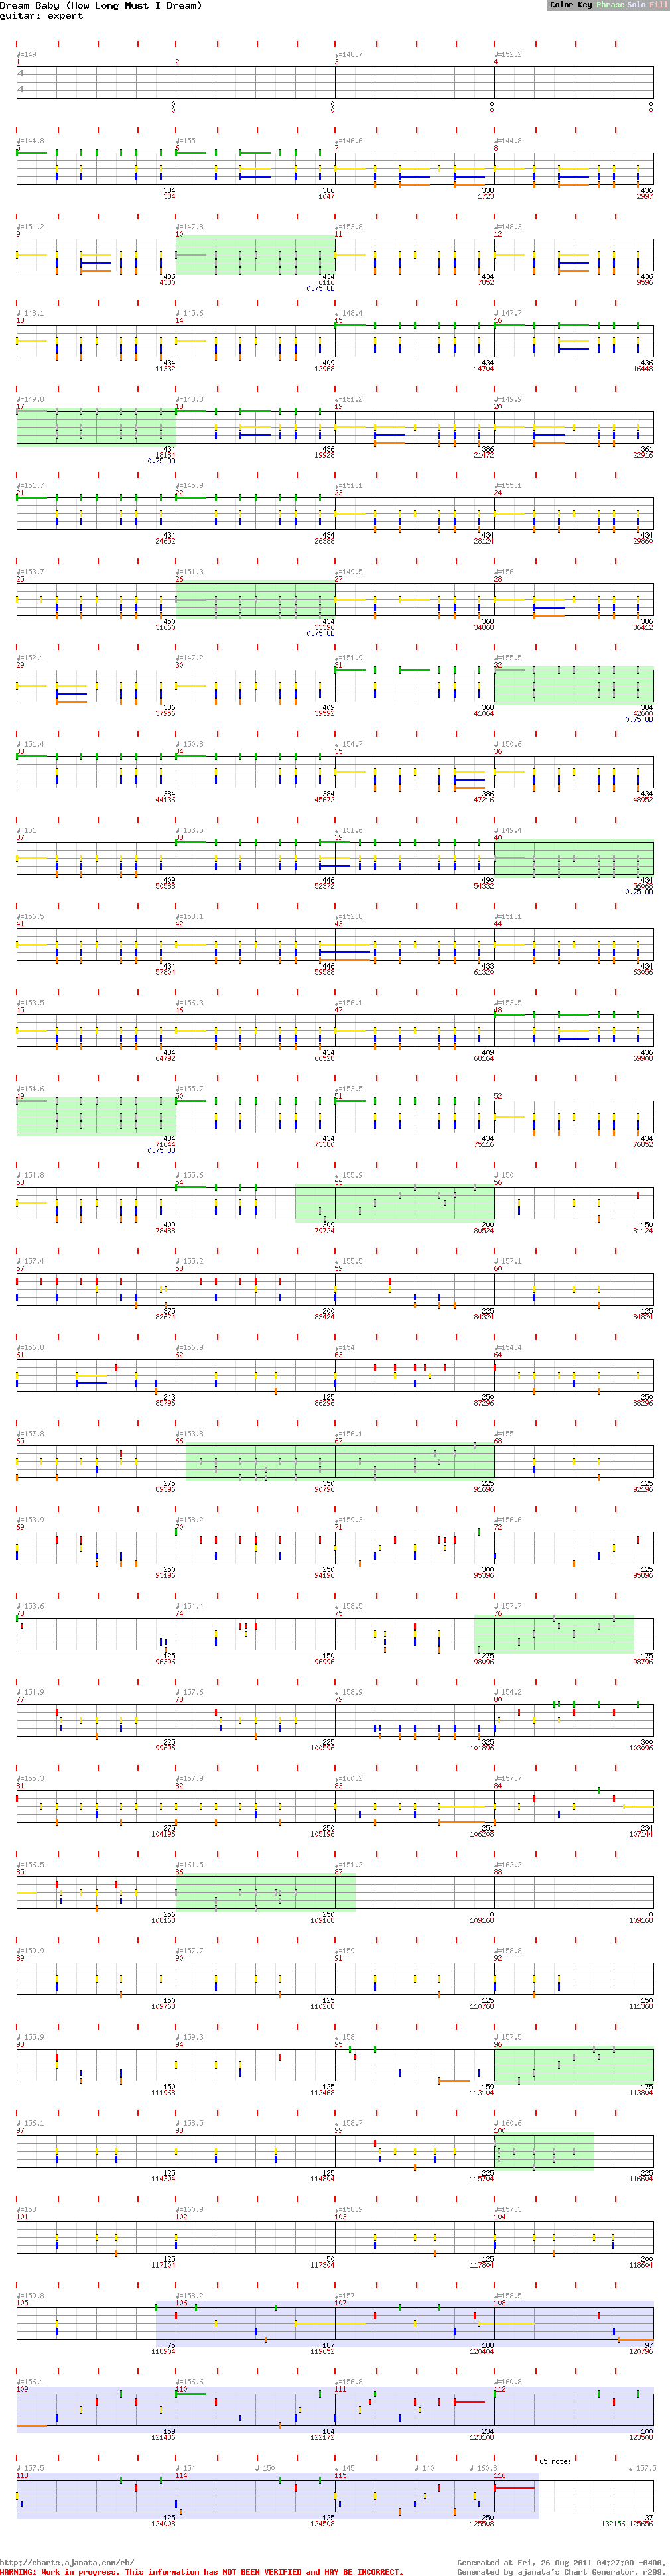 Dream Baby (How Long Must I Dream)
guitar: expert
Color Key Phrase Solo Fill
♩=149 ♩=148.7 ♩=152.2
1 2 3 4
4
4
0 0 0 0
0 0 0 0
♩=144.8 ♩=155 ♩=146.6 ♩=144.8
5 6 7 8
384 386 338 436
384 1047 1723 2997
♩=151.2 ♩=147.8 ♩=153.8 ♩=148.3
9 10 11 12
436 434 434 436
4380 6116 7852 9596
0.75 OD
♩=148.1 ♩=145.6 ♩=148.4 ♩=147.7
13 14 15 16
434 409 434 436
11332 12968 14704 16448
♩=149.8 ♩=148.3 ♩=151.2 ♩=149.9
17 18 19 20
434 436 386 361
18184 19928 21472 22916
0.75 OD
♩=151.7 ♩=145.9 ♩=151.1 ♩=155.1
21 22 23 24
434 434 434 434
24652 26388 28124 29860
♩=153.7 ♩=151.3 ♩=149.5 ♩=156
25 26 27 28
450 434 368 386
31660 33396 34868 36412
0.75 OD
♩=152.1 ♩=147.2 ♩=151.9 ♩=155.5
29 30 31 32
386 409 368 384
37956 39592 41064 42600
0.75 OD
♩=151.4 ♩=150.8 ♩=154.7 ♩=150.6
33 34 35 36
384 384 386 434
44136 45672 47216 48952
♩=151 ♩=153.5 ♩=151.6 ♩=149.4
37 38 39 40
409 446 490 434
50588 52372 54332 56068
0.75 OD
♩=156.5 ♩=153.1 ♩=152.8 ♩=151.1
41 42 43 44
434 446 433 434
57804 59588 61320 63056
♩=153.5 ♩=156.3 ♩=156.1 ♩=153.5
45 46 47 48
434 434 409 436
64792 66528 68164 69908
♩=154.6 ♩=155.7 ♩=153.5
49 50 51 52
434 434 434 434
71644 73380 75116 76852
0.75 OD
♩=154.8 ♩=155.6 ♩=155.9 ♩=150
53 54 55 56
409 309 200 150
78488 79724 80524 81124
♩=157.4 ♩=155.2 ♩=155.5 ♩=157.1
57 58 59 60
375 200 225 125
82624 83424 84324 84824
♩=156.8 ♩=156.9 ♩=154 ♩=154.4
61 62 63 64
243 125 250 250
85796 86296 87296 88296
♩=157.8 ♩=153.8 ♩=156.1 ♩=155
65 66 67 68
275 350 225 125
89396 90796 91696 92196
♩=153.9 ♩=158.2 ♩=159.3 ♩=156.6
69 70 71 72
250 250 300 125
93196 94196 95396 95896
♩=153.6 ♩=154.4 ♩=158.5 ♩=157.7
73 74 75 76
125 150 275 175
96396 96996 98096 98796
♩=154.9 ♩=157.6 ♩=158.9 ♩=154.2
77 78 79 80
225 225 325 300
99696 100596 101896 103096
♩=155.3 ♩=157.9 ♩=160.2 ♩=157.7
81 82 83 84
275 250 251 234
104196 105196 106208 107144
♩=156.5 ♩=161.5 ♩=151.2 ♩=162.2
85 86 87 88
256 250 0 0
108168 109168 109168 109168
♩=159.9 ♩=157.7 ♩=159 ♩=158.8
89 90 91 92
150 125 125 150
109768 110268 110768 111368
♩=155.9 ♩=159.3 ♩=158 ♩=157.5
93 94 95 96
150 125 159 175
111968 112468 113104 113804
♩=156.1 ♩=158.5 ♩=158.7 ♩=160.6
97 98 99 100
125 125 225 225
114304 114804 115704 116604
♩=158 ♩=160.9 ♩=158.9 ♩=157.3
101 102 103 104
125 50 125 200
117104 117304 117804 118604
♩=159.8 ♩=158.2 ♩=157 ♩=158.5
105 106 107 108
75 187 188 97
118904 119652 120404 120796
♩=156.1 ♩=156.6 ♩=156.8 ♩=160.8
109 110 111 112
159 184 234 100
121436 122172 123108 123508
65 notes
♩=157.5 ♩=154 ♩=150 ♩=145 ♩=140 ♩=160.8 ♩=157.5
113 114 115 116
125 125 250 37
124008 124508 125508 132156 125656
http://charts.ajanata.com/rb/ Generated at Fri, 26 Aug 2011 04:27:00 -0400.
WARNING: Work in progress. This information has NOT BEEN VERIFIED and MAY BE INCORRECT. Generated by ajanata's Chart Generator, r299.